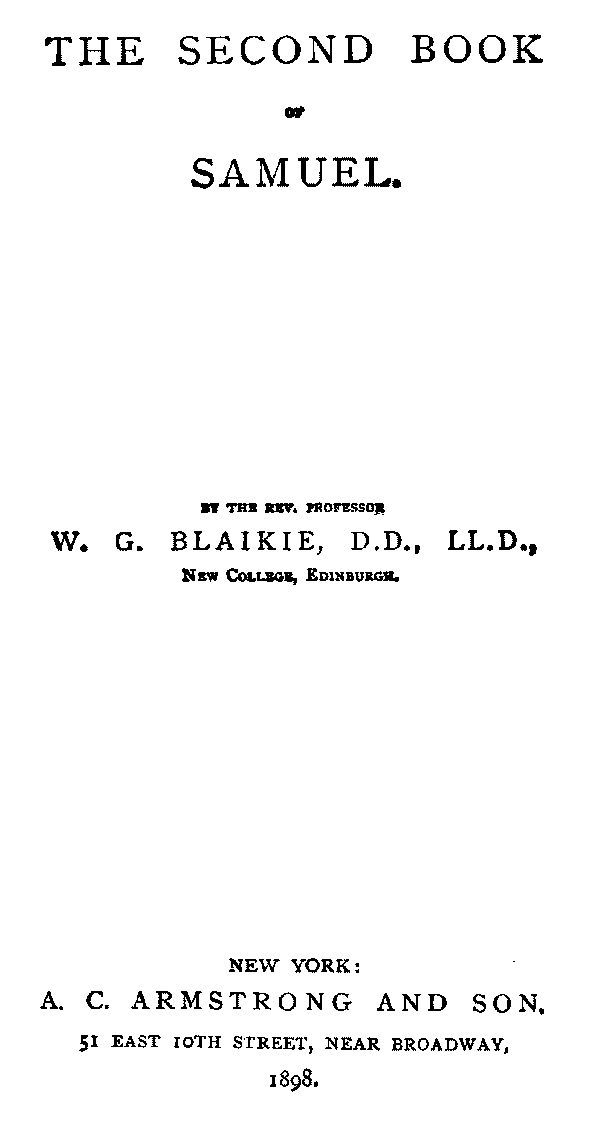 THE SECOND BOOK
OF
SAMUEL.
BY THE REV. PROFESSOR
W. G. BLAIKIE, D.D., LL.D.,
NEW COLLEGE, EDINBURGH.
NEW YORK:
A. C. ARMSTRONG AND SON,
51 EAST 10TH STREET, NEAR BROADWAY,
1898.